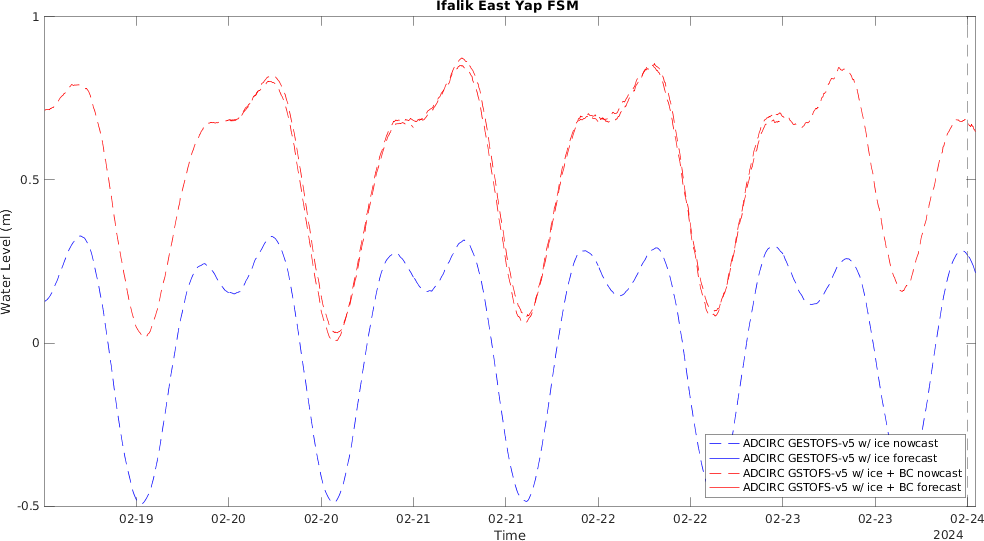 Ifalik East Yap FSM
1
0.5
0
-0.5
Water Level (m)
ADCIRC GESTOFS-v5 w/ ice nowcast
ADCIRC GESTOFS-v5 w/ ice forecast
ADCIRC GSTOFS-v5 w/ ice + BC nowcast
ADCIRC GSTOFS-v5 w/ ice + BC forecast
02-19 02-20 02-20 02-21 02-21 02-22 02-22 02-23 02-23 02-24
Time
2024